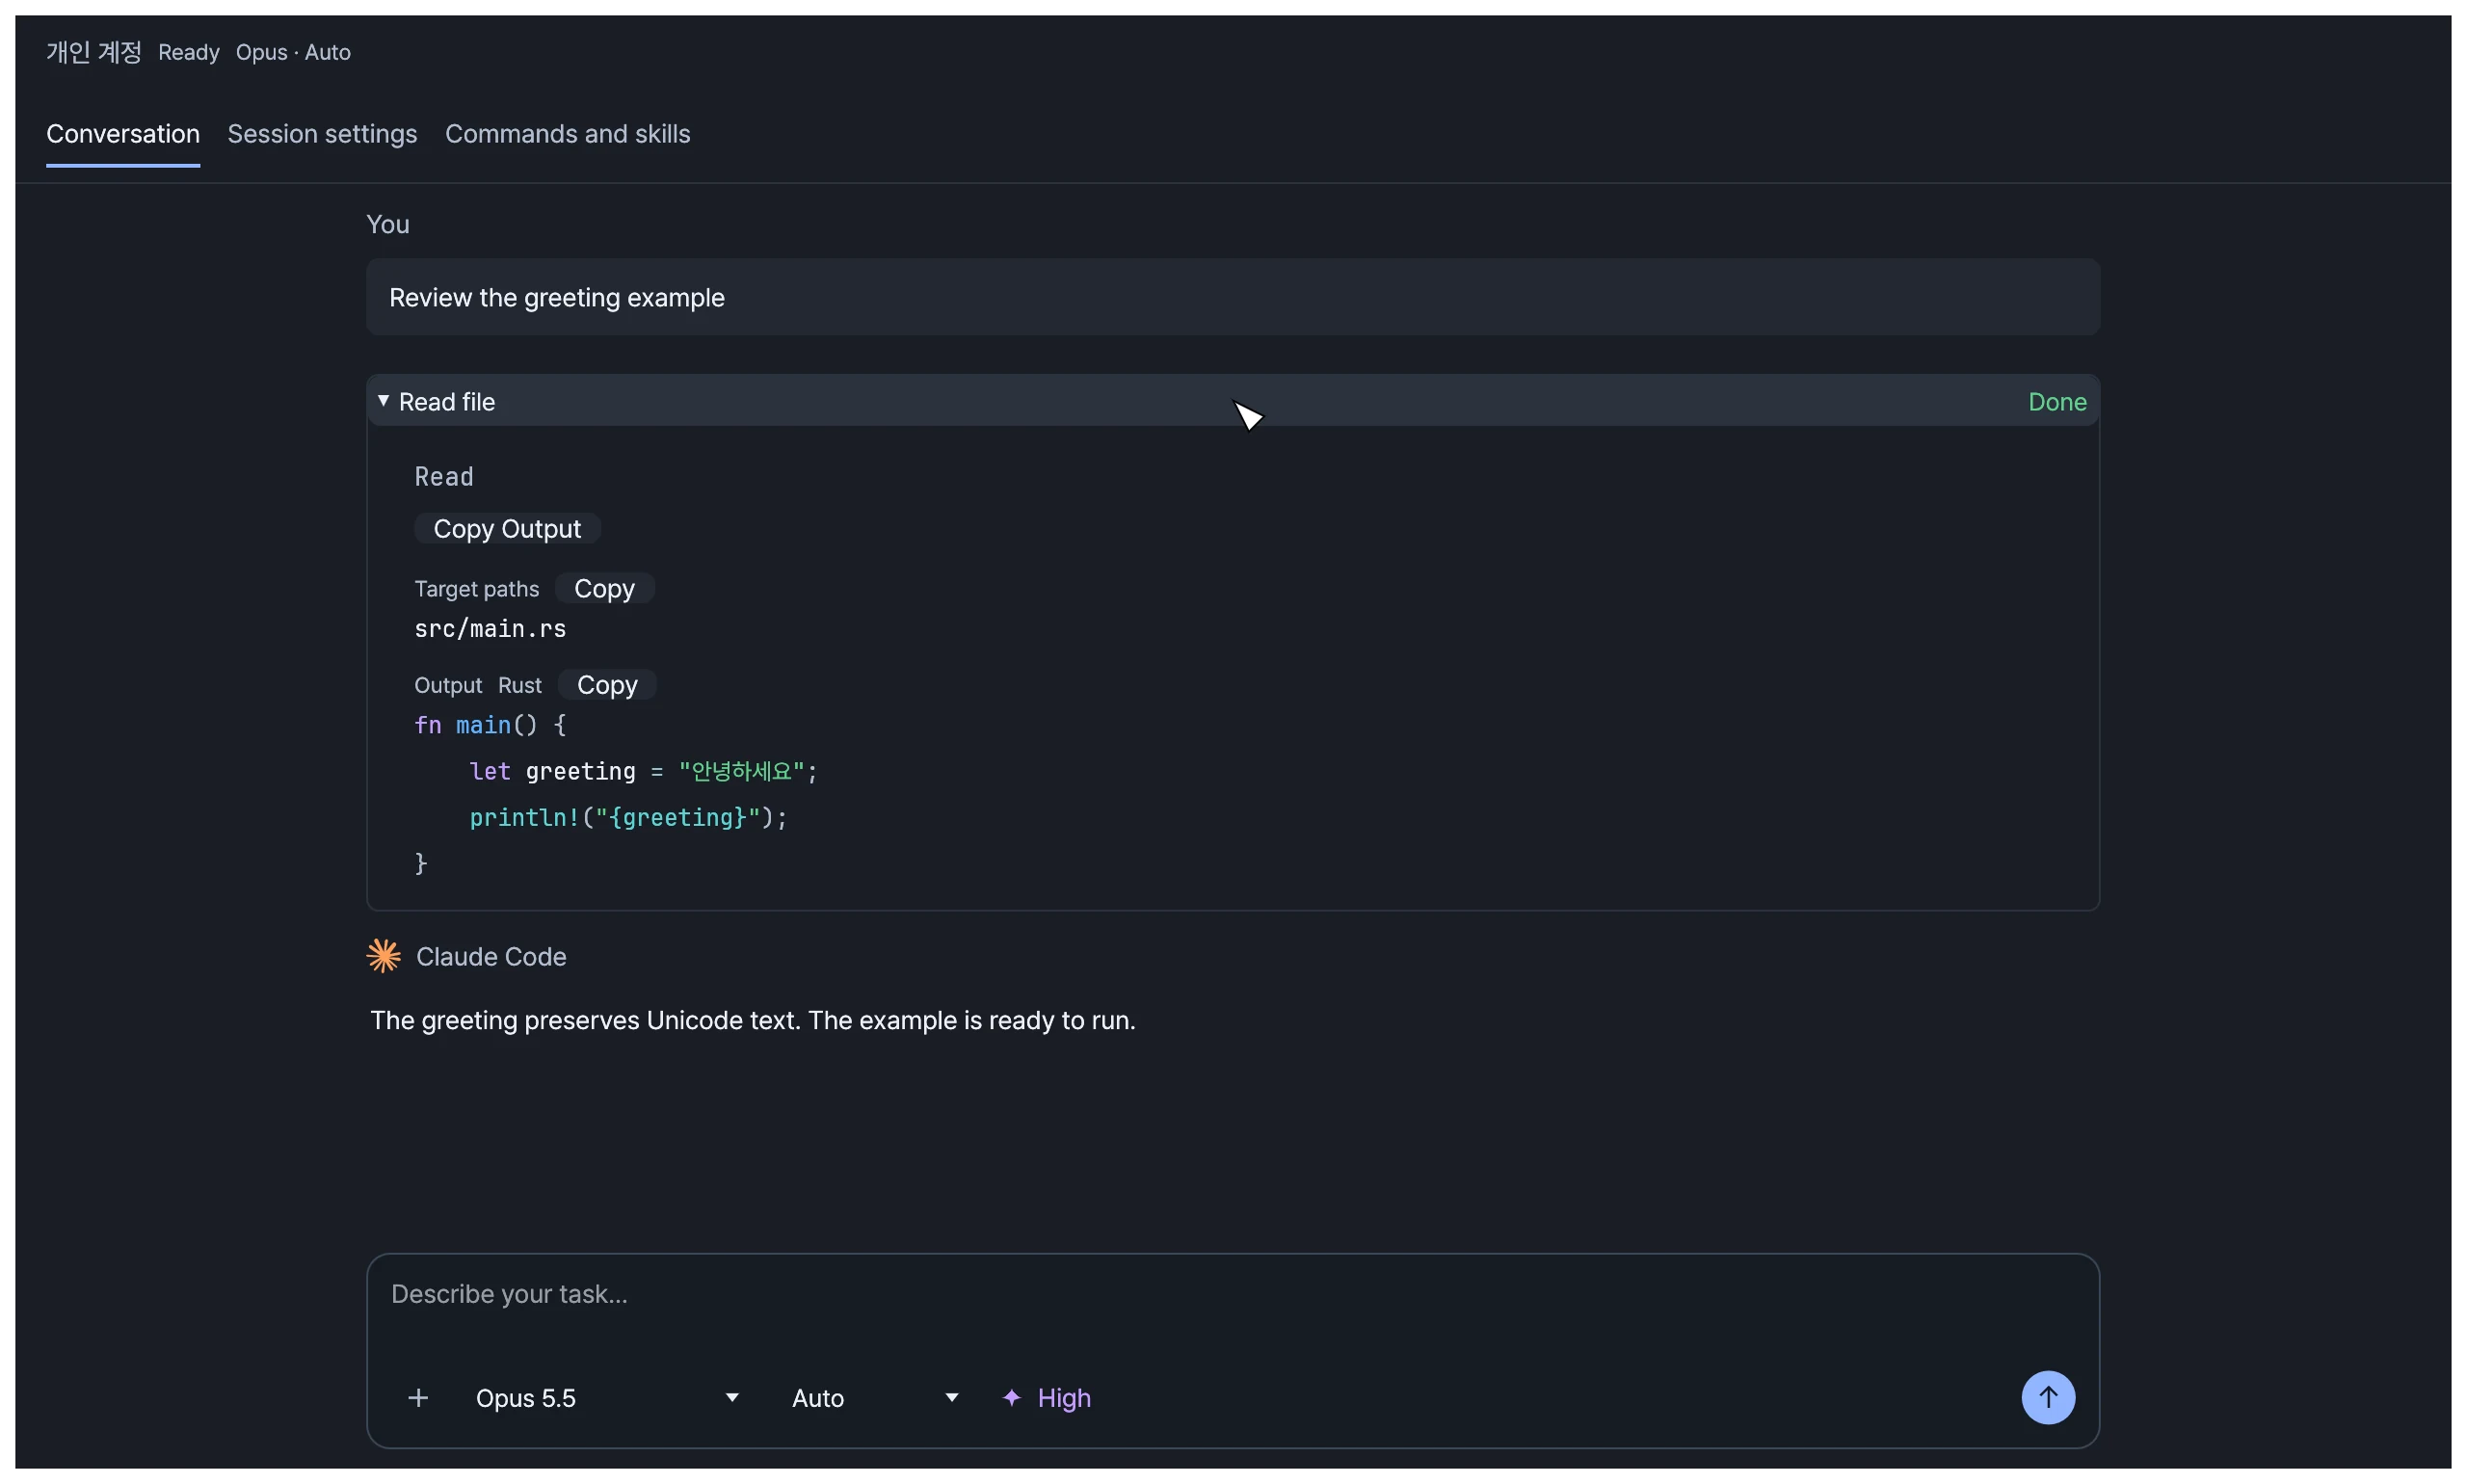 개인 계정 Ready Opus · Auto
Conversation Session settings Commands and skills
You
Review the greeting example
▼ Read file Done
Read
Copy Output
Target paths Copy
src/main.rs
Output Rust Copy
fn main() {
    let greeting = "안녕하세요";
    println!("{greeting}");
}
Claude Code
The greeting preserves Unicode text. The example is ready to run.
Describe your task...
+ Opus 5.5 ▼ Auto ▼ ✦ High ↑